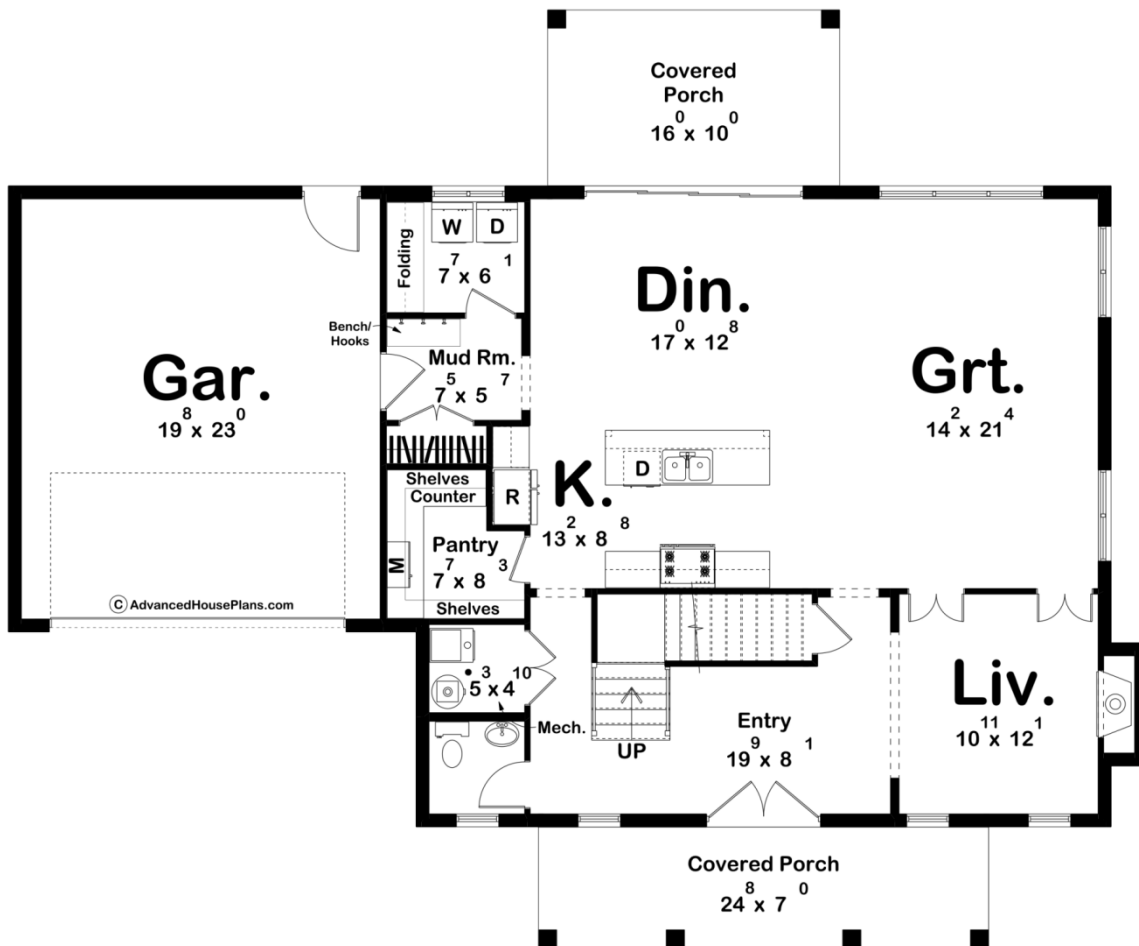 Covered
Porch
16⁰ x 10⁰
W
D
Folding
7⁷ x 6¹
Bench/
Hooks
Mud Rm.
7⁵ x 5⁷
Din.
17⁰ x 12⁸
Gar.
19⁸ x 23⁰
Grt.
14² x 21⁴
D
K.
13² x 8⁸
R
Shelves
Counter
Pantry
7⁷ x 8³
M
Shelves
© AdvancedHousePlans.com
5³ x 4¹⁰
Mech.
UP
Entry
19⁹ x 8¹
Liv.
10¹¹ x 12¹
Covered Porch
24⁸ x 7⁰